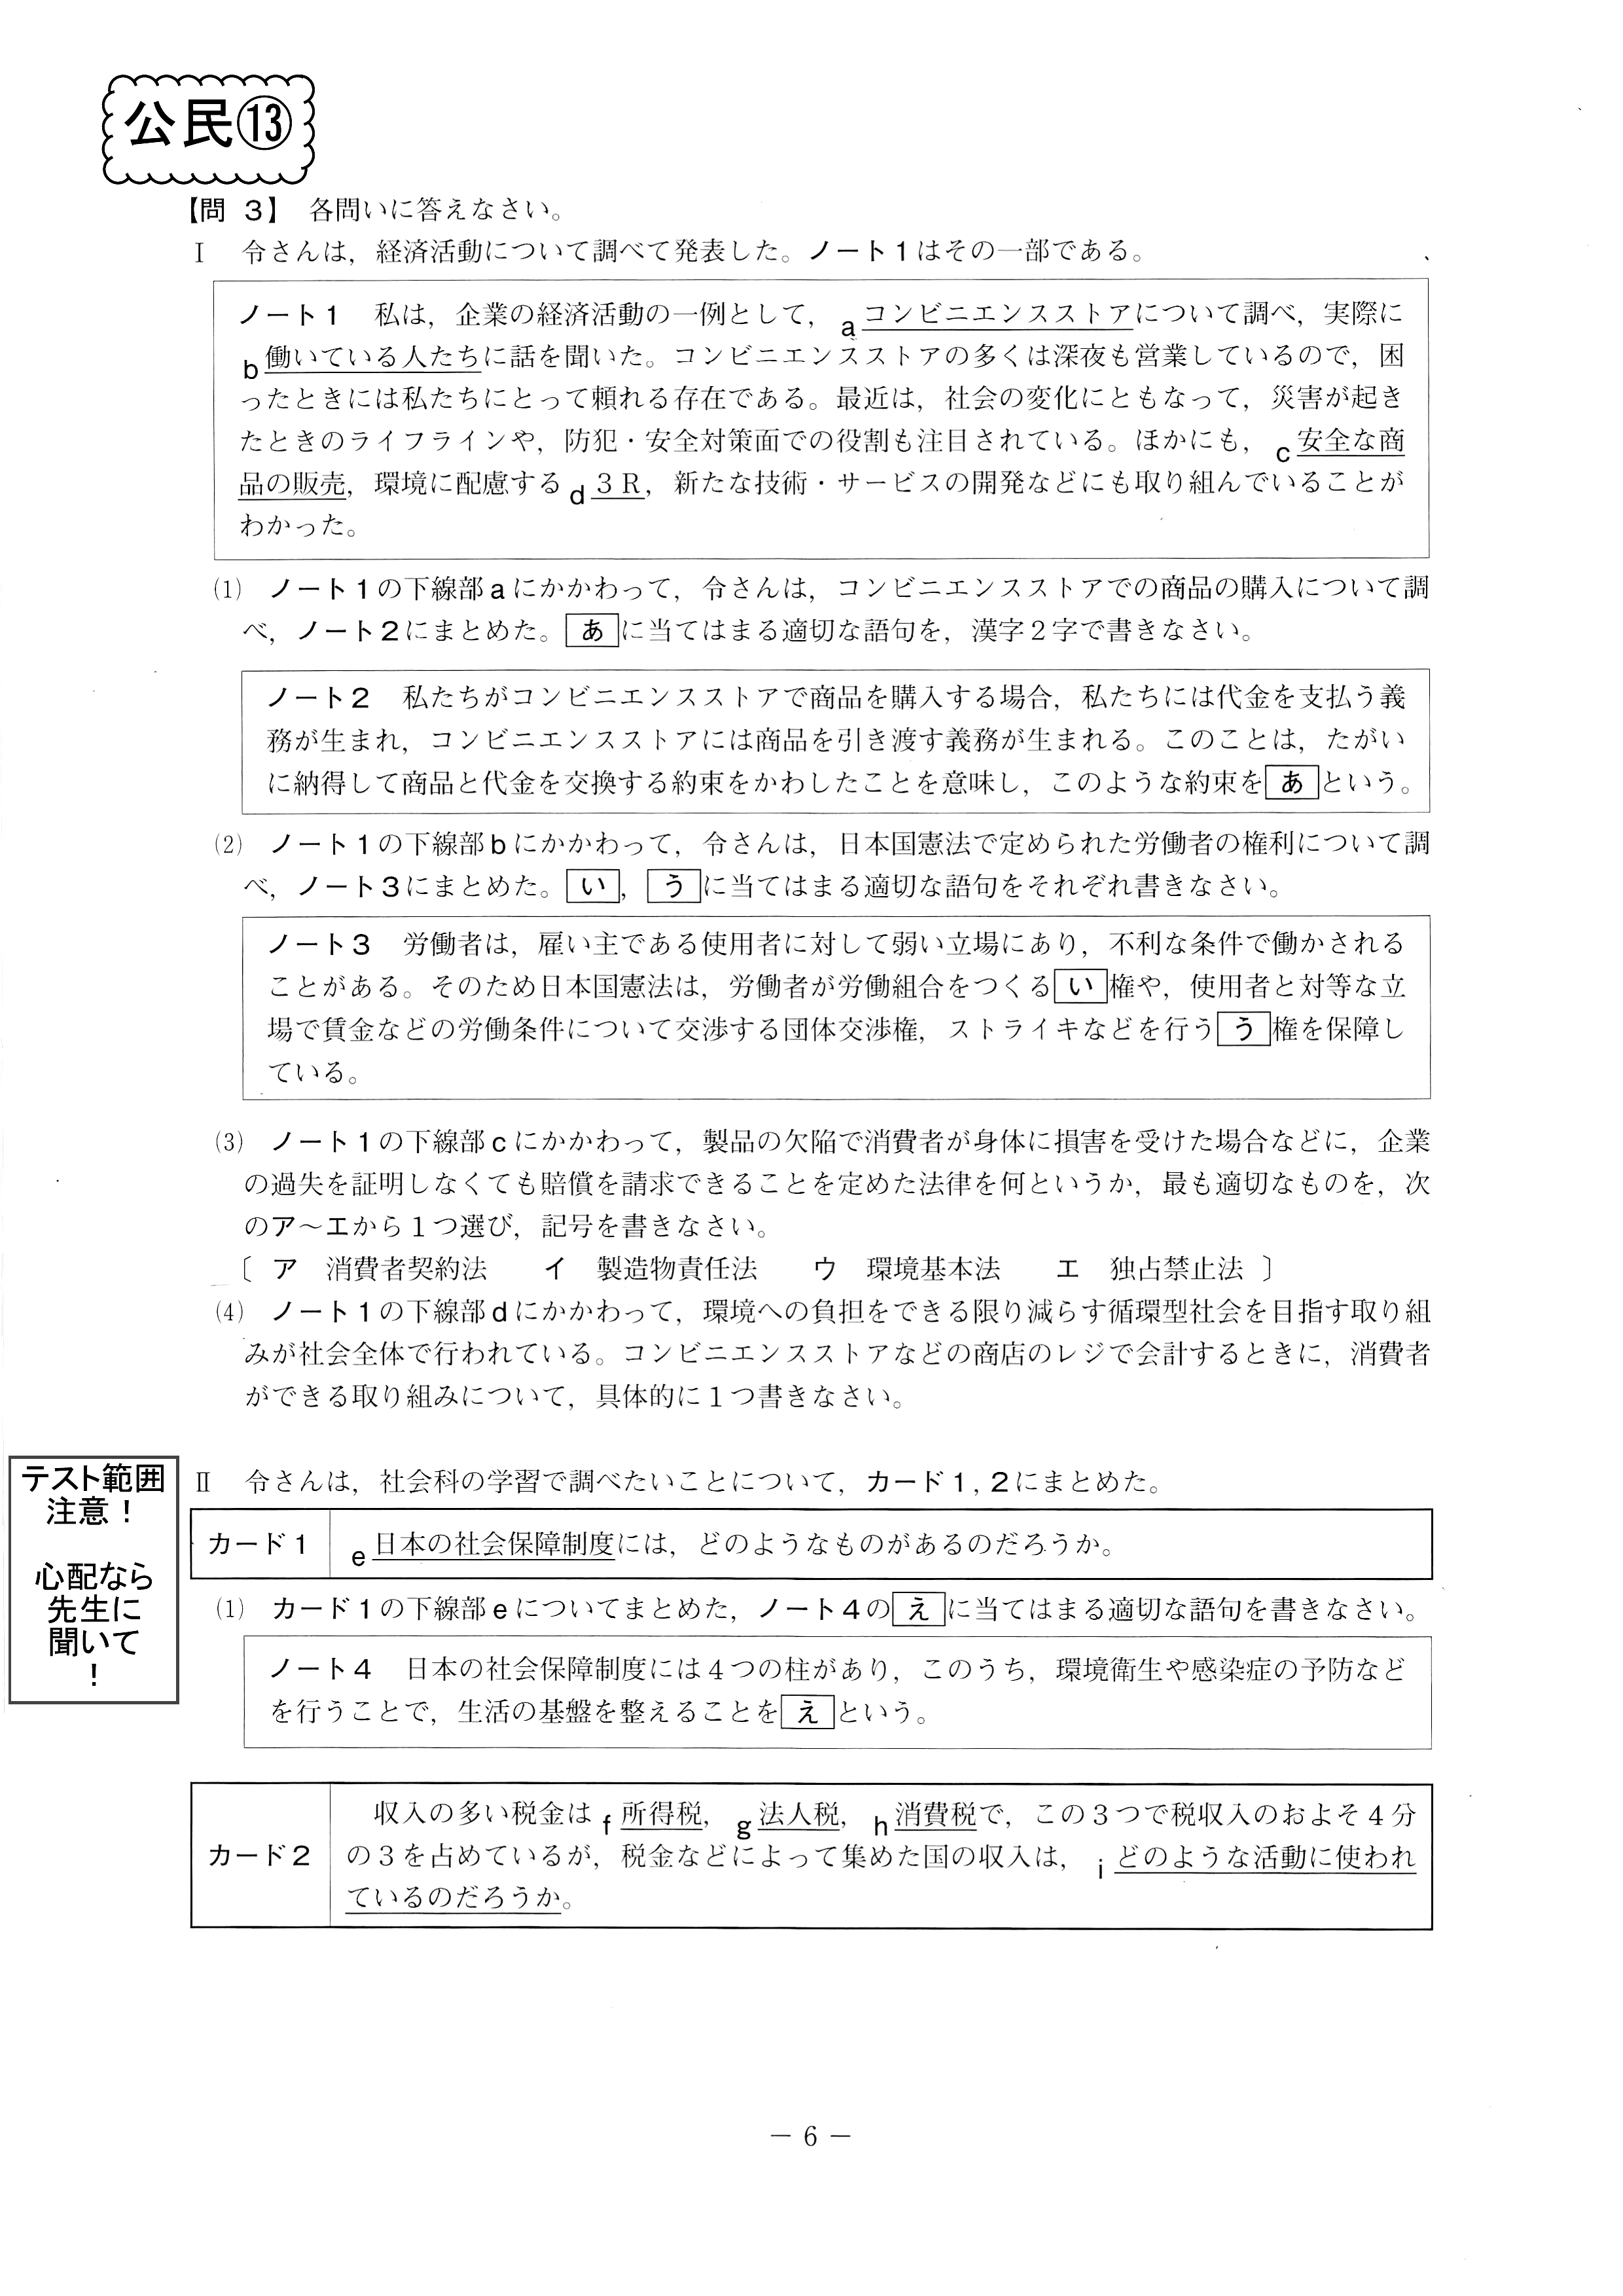 公民⑬
【問 3】 各問いに答えなさい。
Ⅰ 令さんは，経済活動について調べて発表した。ノート1はその一部である。
ノート1 私は，企業の経済活動の一例として， a コンビニエンスストアについて調べ，実際に
b 働いている人たちに話を聞いた。コンビニエンスストアの多くは深夜も営業しているので，困
ったときには私たちにとって頼れる存在である。最近は，社会の変化にともなって，災害が起き
たときのライフラインや，防犯・安全対策面での役割も注目されている。ほかにも， c 安全な商
品の販売，環境に配慮する d 3R，新たな技術・サービスの開発などにも取り組んでいることが
わかった。
⑴ ノート1の下線部aにかかわって，令さんは，コンビニエンスストアでの商品の購入について調
べ，ノート2にまとめた。あに当てはまる適切な語句を，漢字2字で書きなさい。
ノート2 私たちがコンビニエンスストアで商品を購入する場合，私たちには代金を支払う義
務が生まれ，コンビニエンスストアには商品を引き渡す義務が生まれる。このことは，たがい
に納得して商品と代金を交換する約束をかわしたことを意味し，このような約束をあという。
⑵ ノート1の下線部bにかかわって，令さんは，日本国憲法で定められた労働者の権利について調
べ，ノート3にまとめた。い，うに当てはまる適切な語句をそれぞれ書きなさい。
ノート3 労働者は，雇い主である使用者に対して弱い立場にあり，不利な条件で働かされる
ことがある。そのため日本国憲法は，労働者が労働組合をつくるい権や，使用者と対等な立
場で賃金などの労働条件について交渉する団体交渉権，ストライキなどを行うう権を保障し
ている。
⑶ ノート1の下線部cにかかわって，製品の欠陥で消費者が身体に損害を受けた場合などに，企業
の過失を証明しなくても賠償を請求できることを定めた法律を何というか，最も適切なものを，次
のア～エから1つ選び，記号を書きなさい。
〔 ア 消費者契約法 イ 製造物責任法 ウ 環境基本法 エ 独占禁止法 〕
⑷ ノート1の下線部dにかかわって，環境への負担をできる限り減らす循環型社会を目指す取り組
みが社会全体で行われている。コンビニエンスストアなどの商店のレジで会計するときに，消費者
ができる取り組みについて，具体的に1つ書きなさい。
テスト範囲
注意！
心配なら
先生に
聞いて
！
Ⅱ 令さんは，社会科の学習で調べたいことについて，カード1，2にまとめた。
カード1 e 日本の社会保障制度には，どのようなものがあるのだろうか。
⑴ カード1の下線部eについてまとめた，ノート4のえに当てはまる適切な語句を書きなさい。
ノート4 日本の社会保障制度には4つの柱があり，このうち，環境衛生や感染症の予防など
を行うことで，生活の基盤を整えることをえという。
収入の多い税金は f 所得税， g 法人税， h 消費税で，この3つで税収入のおよそ4分
カード2 の3を占めているが，税金などによって集めた国の収入は， i どのような活動に使われ
ているのだろうか。
－ 6 －